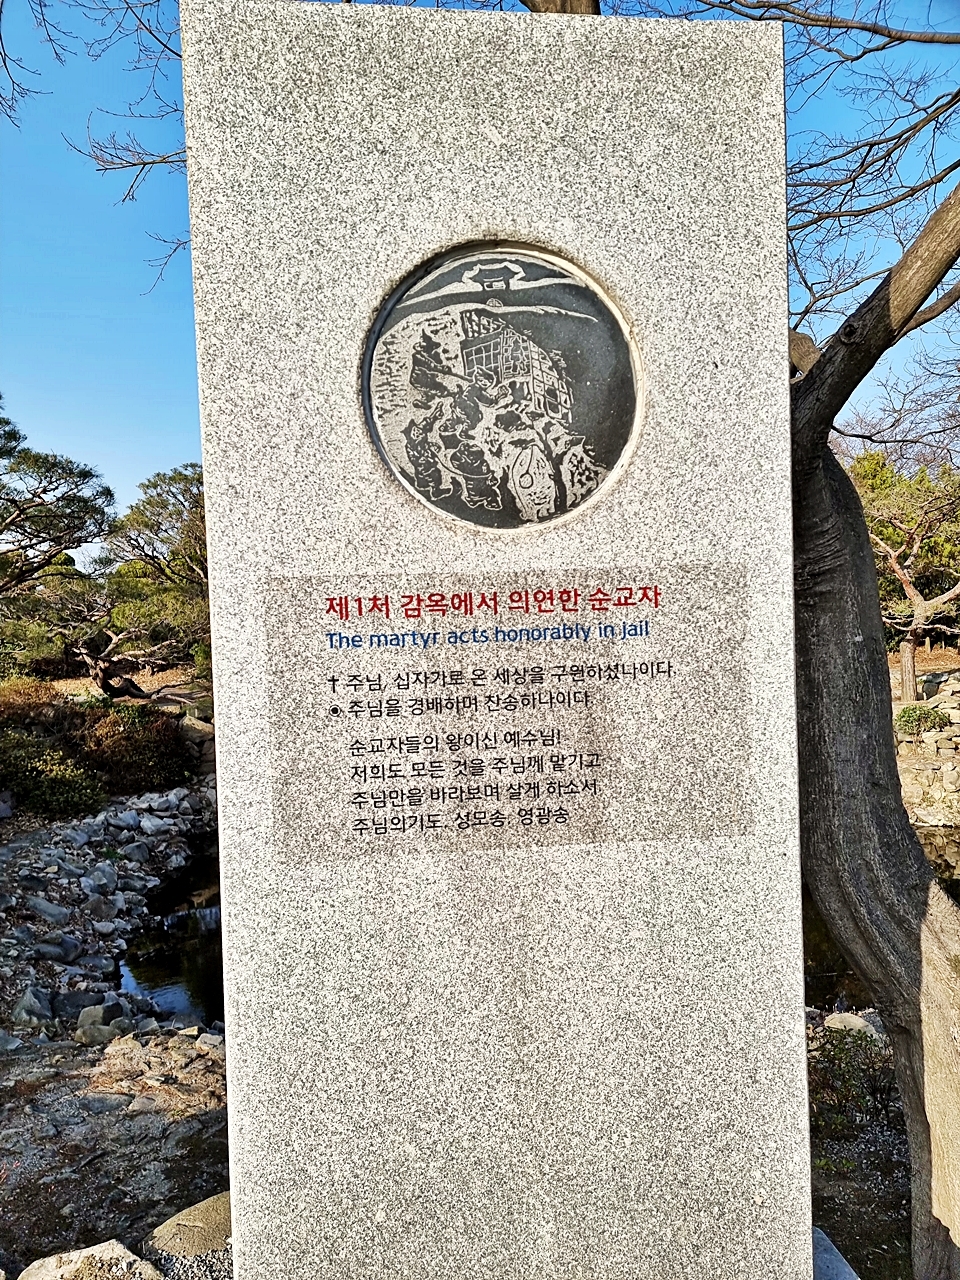 제1처 감옥에서 의연한 순교자
The martyr acts honorably in jail
✝ 주님, 십자가로 온 세상을 구원하셨나이다.
◉ 주님을 경배하며 찬송하나이다.
순교자들의 왕이신 예수님!
저희도 모든 것을 주님께 맡기고
주님만을 바라보며 살게 하소서.
주님의기도. 성모송. 영광송